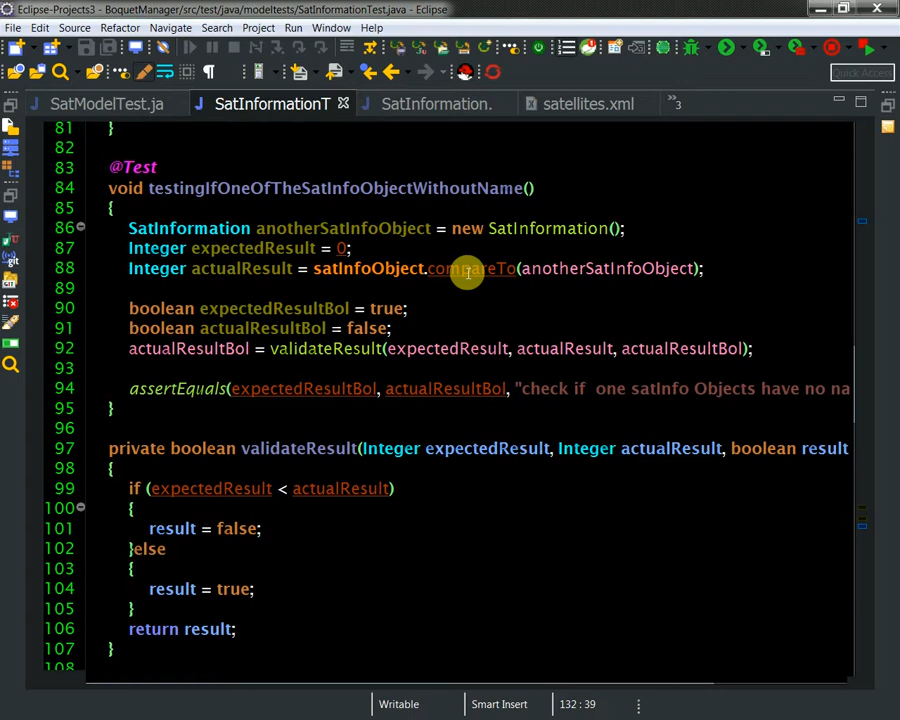 Eclipse-Projects3 - BoquetManager/src/test/java/modeltests/SatInformationTest.java - Eclipse
File Edit Source Refactor Navigate Search Project Run Window Help
Quick Access
SatModelTest.ja SatInformationT SatInformation. satellites.xml »3
81 }
82
83 @Test
84 void testingIfOneOfTheSatInfoObjectWithoutName()
85 {
86 SatInformation anotherSatInfoObject = new SatInformation();
87 Integer expectedResult = 0;
88 Integer actualResult = satInfoObject.compareTo(anotherSatInfoObject);
89
90 boolean expectedResultBol = true;
91 boolean actualResultBol = false;
92 actualResultBol = validateResult(expectedResult, actualResult, actualResultBol);
93
94 assertEquals(expectedResultBol, actualResultBol, "check if  one satInfo Objects have no na
95 }
96
97 private boolean validateResult(Integer expectedResult, Integer actualResult, boolean result
98 {
99 if (expectedResult < actualResult)
100 {
101 result = false;
102 }else
103 {
104 result = true;
105 }
106 return result;
107 }
108
Writable Smart Insert 132 : 39